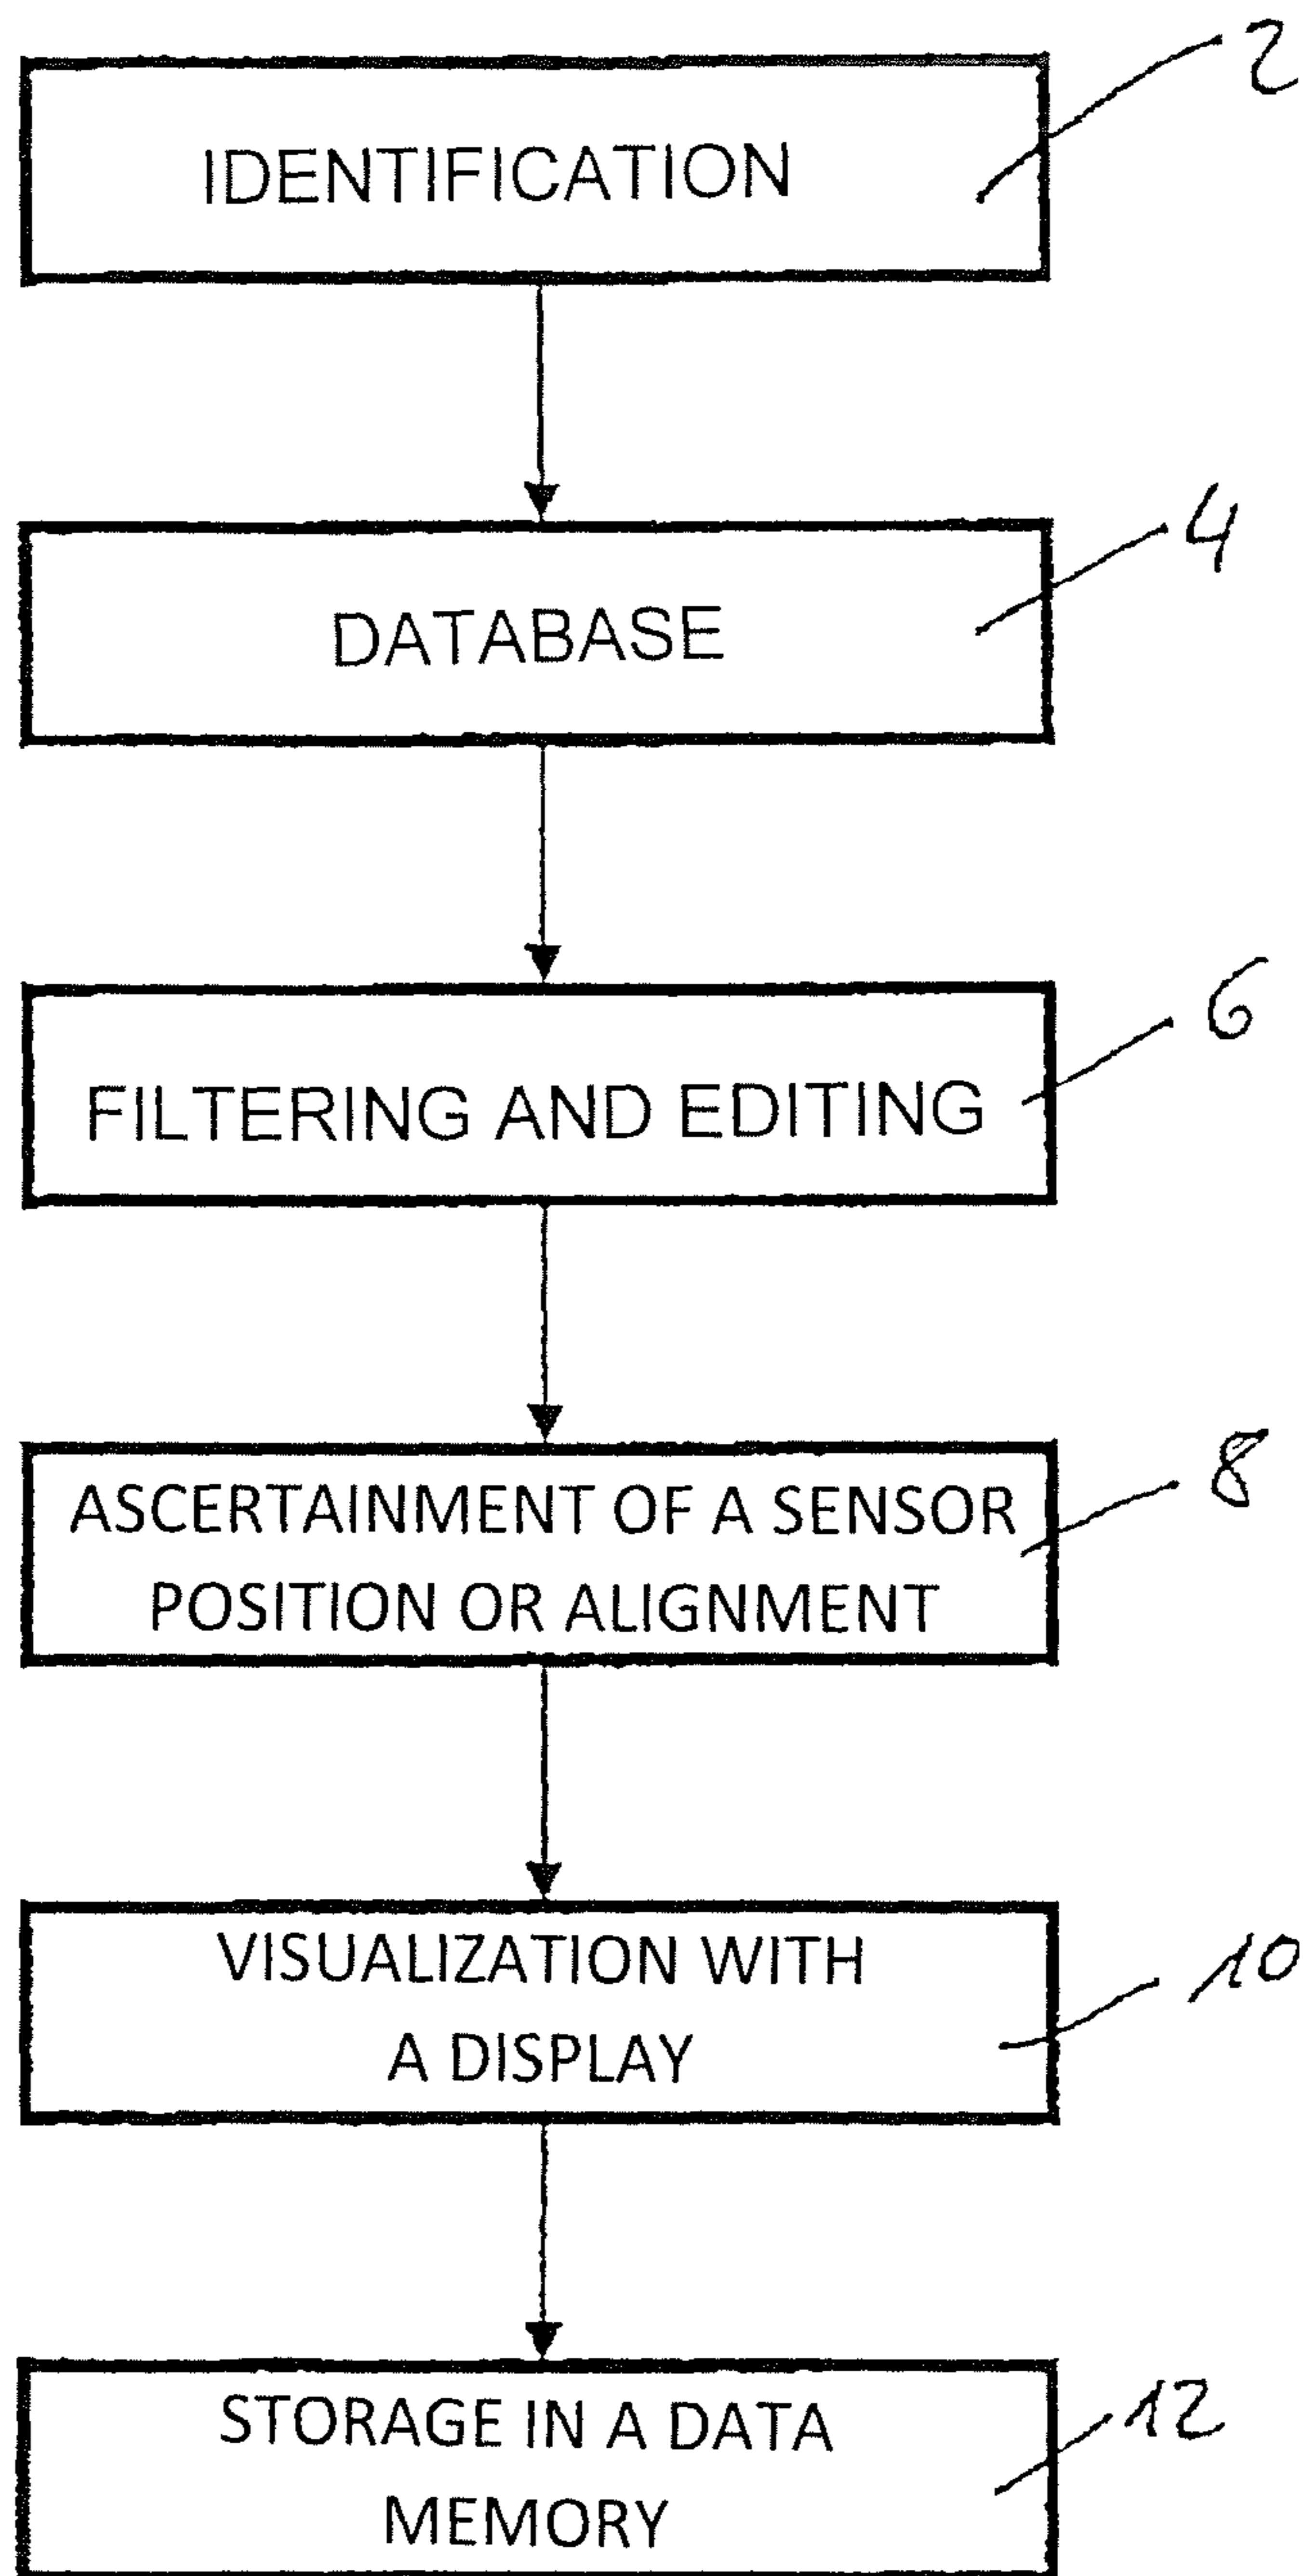 2
IDENTIFICATION
4
DATABASE
6
FILTERING AND EDITING
8
ASCERTAINMENT OF A SENSOR
POSITION OR ALIGNMENT
10
VISUALIZATION WITH
A DISPLAY
12
STORAGE IN A DATA
MEMORY